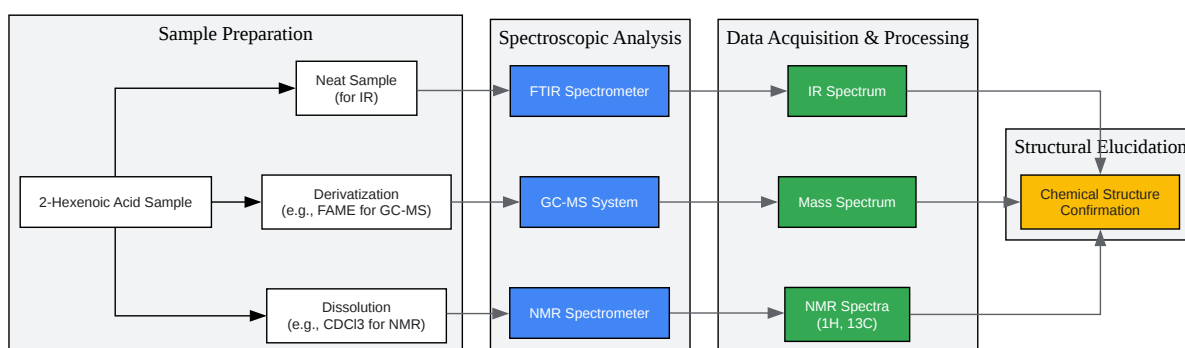 Sample Preparation
Spectroscopic Analysis
Data Acquisition & Processing
Neat Sample
(for IR)
FTIR Spectrometer
IR Spectrum
Structural Elucidation
2-Hexenoic Acid Sample
Derivatization
(e.g., FAME for GC-MS)
GC-MS System
Mass Spectrum
Chemical Structure
Confirmation
Dissolution
(e.g., CDCl3 for NMR)
NMR Spectrometer
NMR Spectra
(1H, 13C)